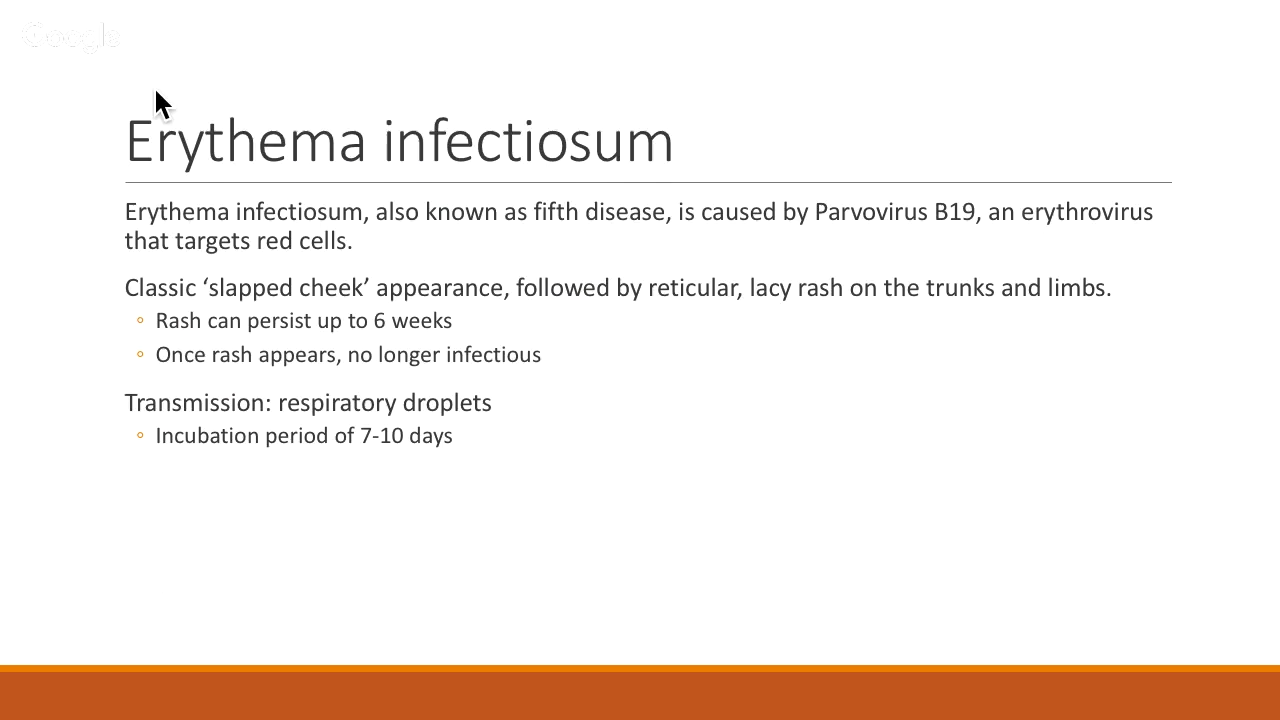 Google
Erythema infectiosum
Erythema infectiosum, also known as fifth disease, is caused by Parvovirus B19, an erythrovirus
that targets red cells.
Classic ‘slapped cheek’ appearance, followed by reticular, lacy rash on the trunks and limbs.
◦ Rash can persist up to 6 weeks
◦ Once rash appears, no longer infectious
Transmission: respiratory droplets
◦ Incubation period of 7-10 days